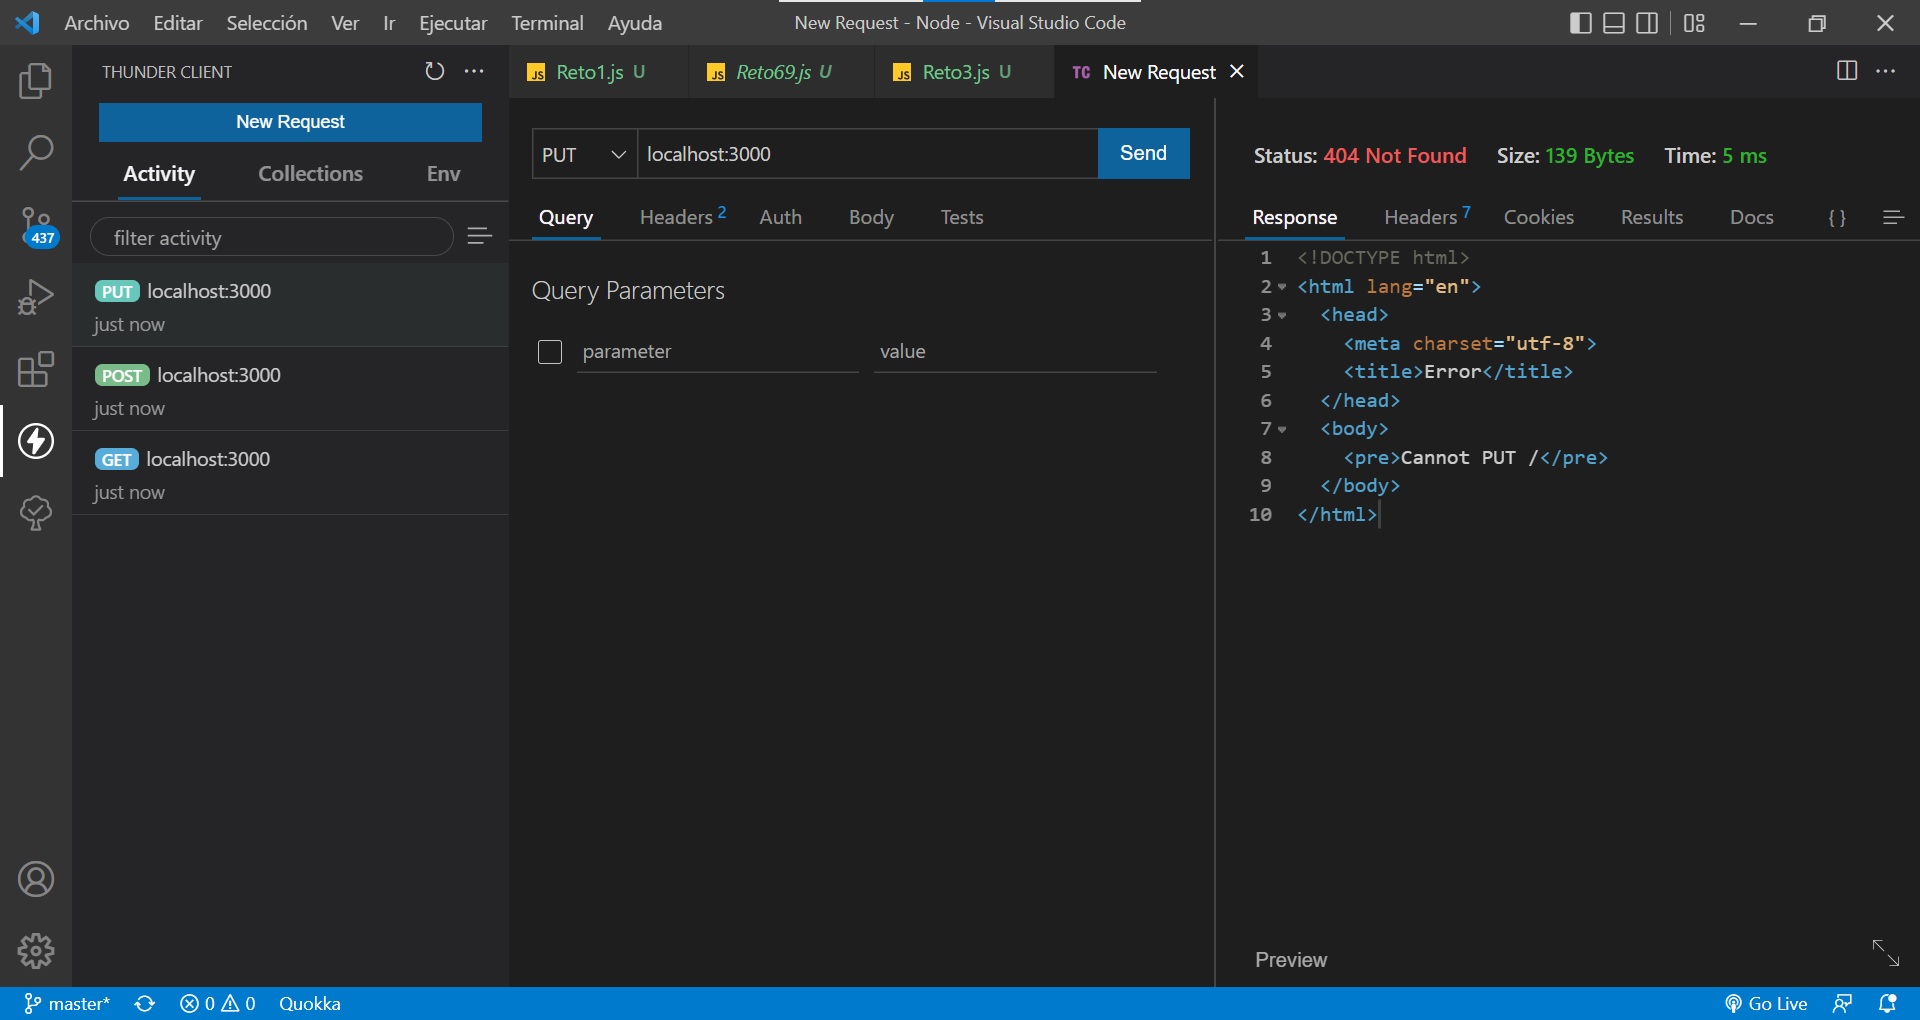 Archivo Editar Selección Ver Ir Ejecutar Terminal Ayuda New Request - Node - Visual Studio Code
THUNDER CLIENT
New Request
Activity Collections Env
filter activity
PUT localhost:3000
just now
POST localhost:3000
just now
GET localhost:3000
just now
437
JS Reto1.js U JS Reto69.js U JS Reto3.js U TC New Request
PUT localhost:3000 Send
Query Headers 2 Auth Body Tests
Query Parameters
parameter value
Status: 404 Not Found Size: 139 Bytes Time: 5 ms
Response Headers 7 Cookies Results Docs { }
1 <!DOCTYPE html>
2 <html lang="en">
3 <head>
4 <meta charset="utf-8">
5 <title>Error</title>
6 </head>
7 <body>
8 <pre>Cannot PUT /</pre>
9 </body>
10 </html>
Preview
master* 0 0 Quokka Go Live